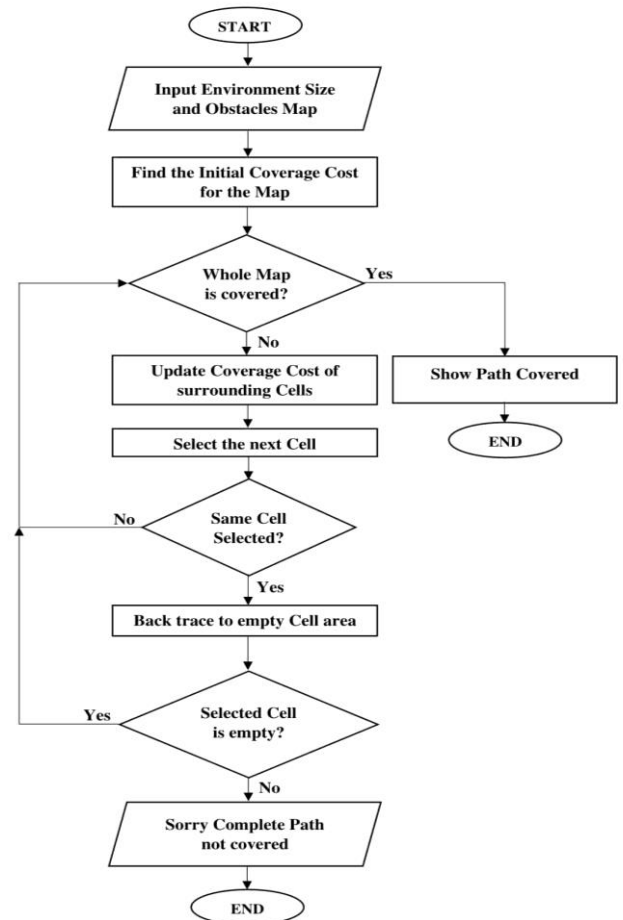 START
Input Environment Size
and Obstacles Map
Find the Initial Coverage Cost
for the Map
Whole Map
is covered?
Yes
No
Update Coverage Cost of
surrounding Cells
Show Path Covered
Select the next Cell
END
No
Same Cell
Selected?
Yes
Back trace to empty Cell area
Yes
Selected Cell
is empty?
No
Sorry Complete Path
not covered
END